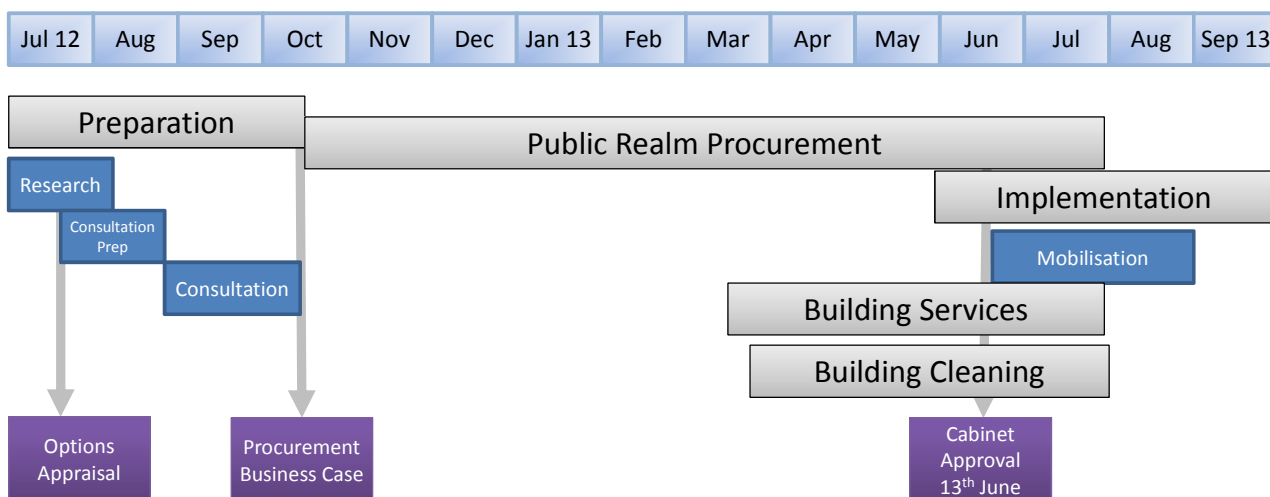 Jul 12 Aug Sep Oct Nov Dec Jan 13 Feb Mar Apr May Jun Jul Aug Sep 13
Preparation
Public Realm Procurement
Research
Implementation
Consultation
Prep
Mobilisation
Consultation
Building Services
Building Cleaning
Options
Appraisal
Procurement
Business Case
Cabinet
Approval
13th June